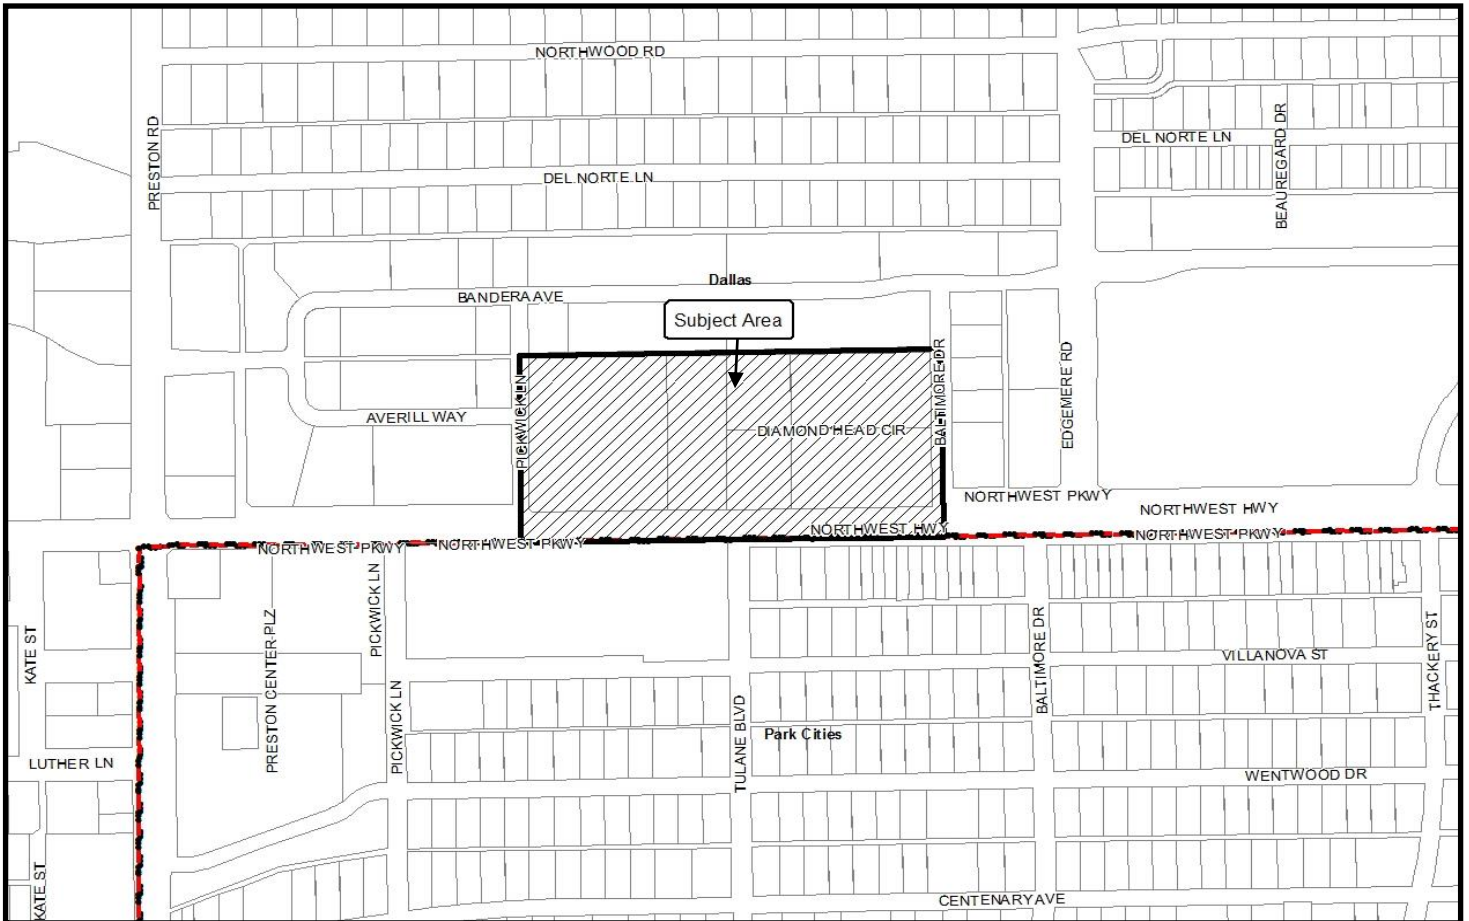 NORTHWOOD RD
PRESTON RD
DEL NORTE LN
BEAUREGARD DR
DEL NORTE LN
Dallas
BANDERA AVE
Subject Area
PICKWICK LN
BALTIMORE DR
EDGEMERE RD
AVERILL WAY
DIAMOND HEAD CIR
NORTHWEST PKWY
NORTHWEST HWY
NORTHWEST HWY
NORTHWEST PKWY
NORTHWEST PKWY
NORTHWEST PKWY
PICKWICK LN
KATE ST
PRESTON CENTER PLZ
BALTIMORE DR
VILLANOVA ST
THACKERY ST
PICKWICK LN
TULANE BLVD
Park Cities
LUTHER LN
WENTWOOD DR
KATE ST
CENTENARY AVE